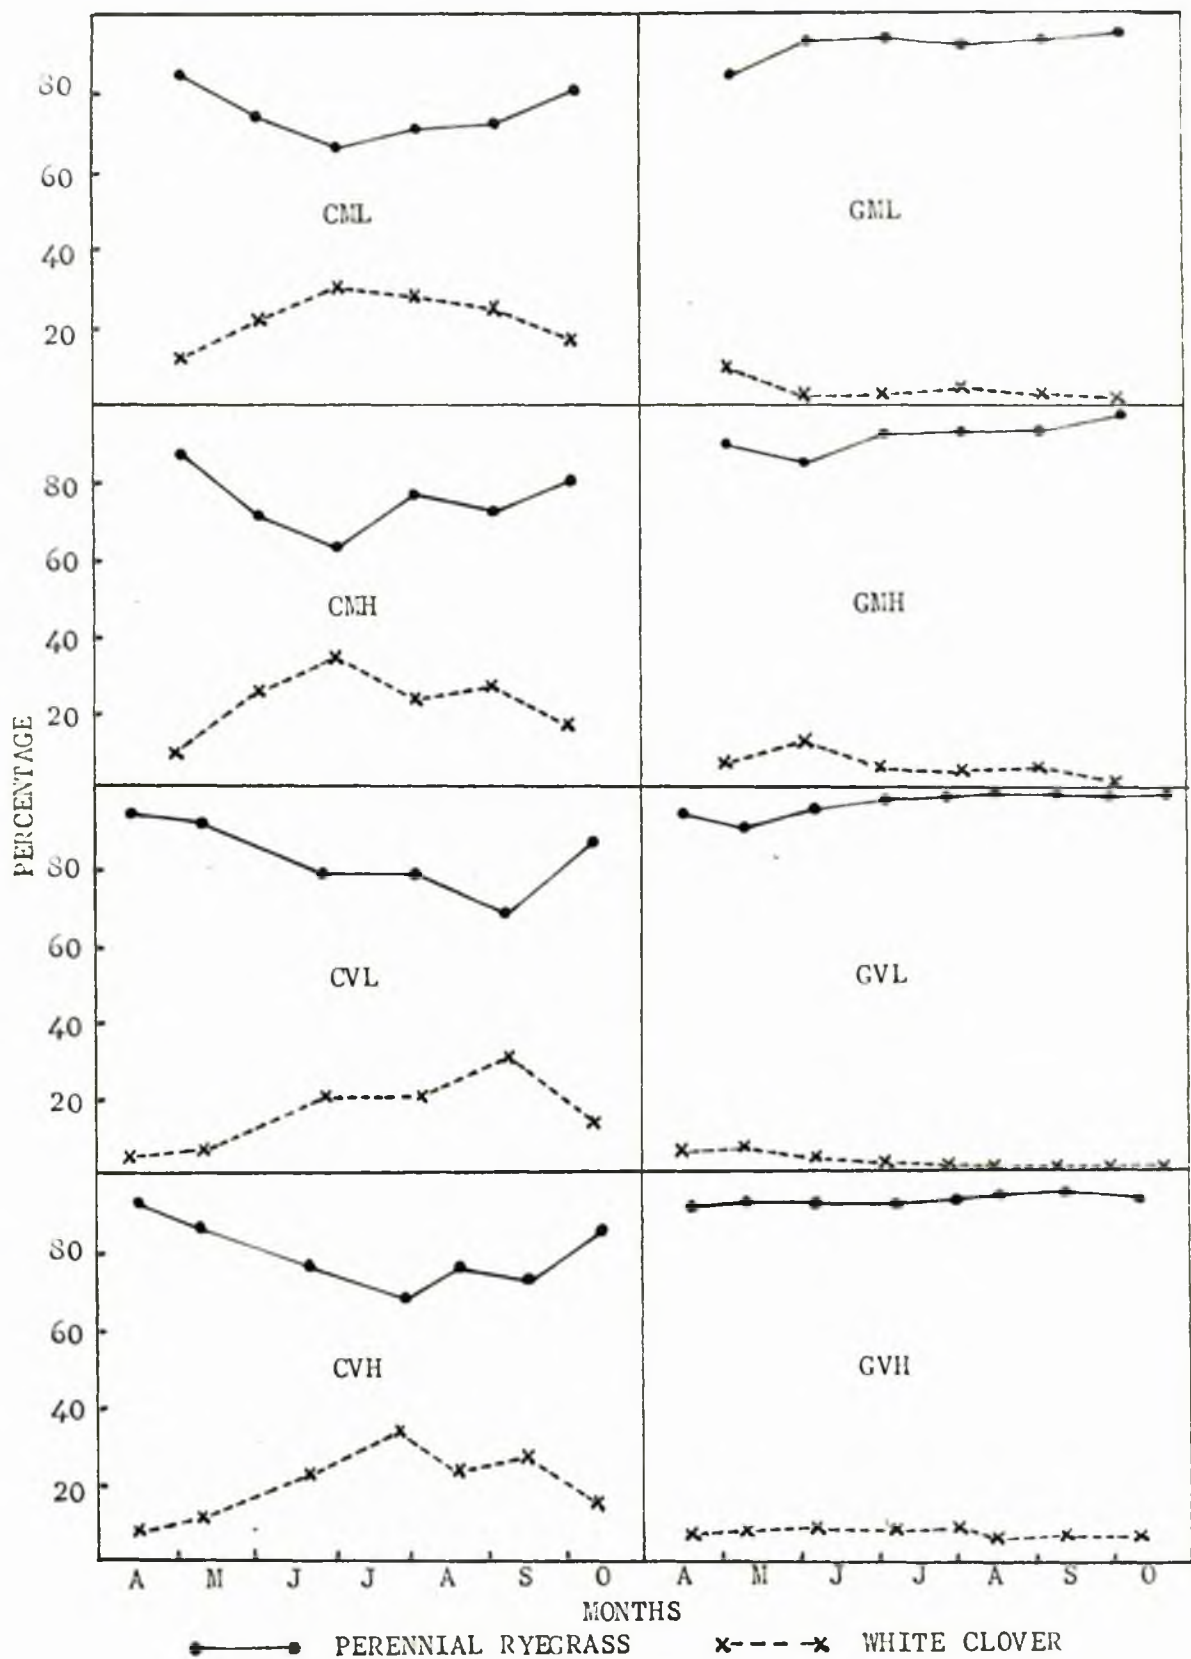 80
60
40
20
CML
GML
80
60
40
20
CMH
GMH
80
60
40
20
CVL
GVL
80
60
40
20
CVH
GVH
PERCENTAGE
A M J J A S O
A M J J A S O
MONTHS
PERENNIAL RYEGRASS
WHITE CLOVER